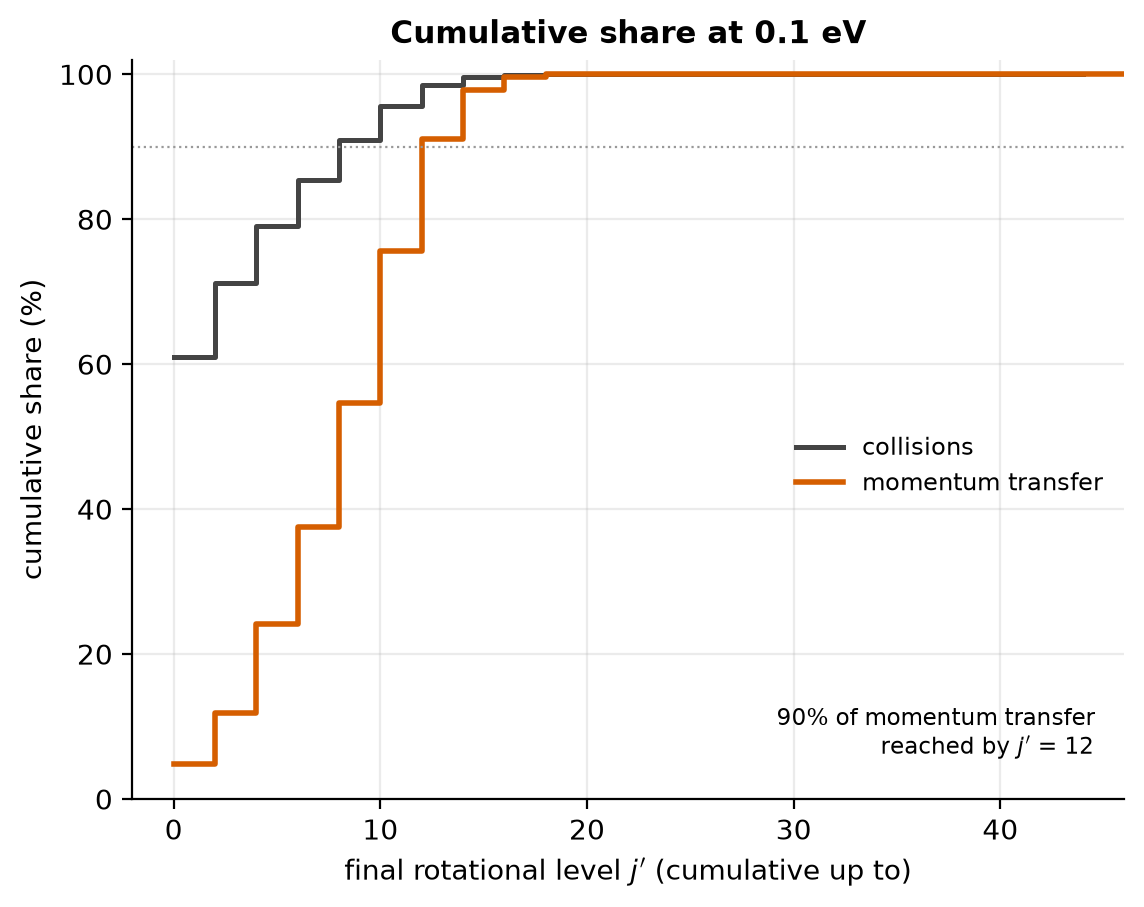 Cumulative share at 0.1 eV
100
80
60
40
20
0
cumulative share (%)
collisions
momentum transfer
90% of momentum transfer
reached by j′ = 12
0 10 20 30 40
final rotational level j′ (cumulative up to)